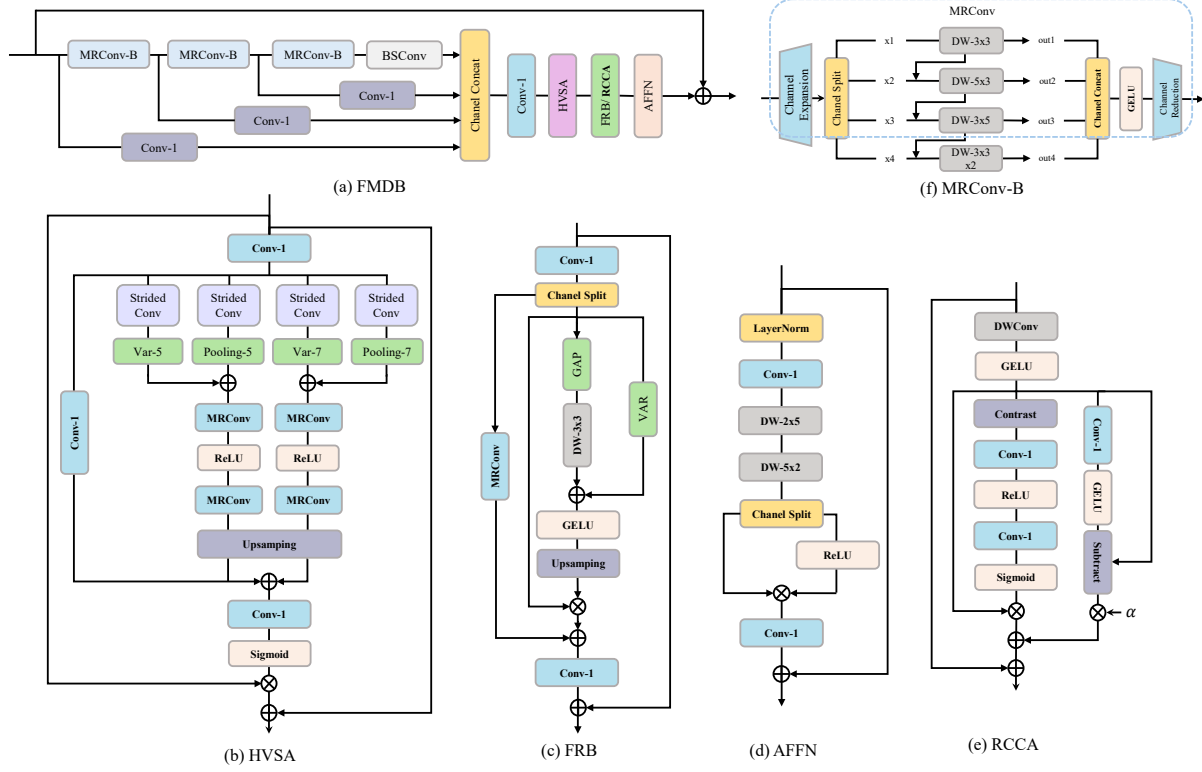 MRConv-B
MRConv-B
MRConv-B
BSConv
Conv-1
Conv-1
Conv-1
Chanel Concat
Conv-1
HVSA
FRB/ RCCA
AFFN
(a) FMDB
MRConv
Channel
Expansion
Channel Split
x1
DW-3x3
out1
x2
DW-5x3
out2
x3
DW-3x5
out3
x4
DW-3x3
x2
out4
Chanel Concat
GELU
Channel
Reduction
(f) MRConv-B
Conv-1
Strided
Conv
Strided
Conv
Strided
Conv
Strided
Conv
Var-5
Pooling-5
Var-7
Pooling-7
Conv-1
MRConv
MRConv
ReLU
ReLU
MRConv
MRConv
Upsamping
Conv-1
Sigmoid
(b) HVSA
Conv-1
Chanel Split
GAP
VAR
DW-3x3
MRConv
GELU
Upsamping
Conv-1
(c) FRB
LayerNorm
Conv-1
DW-2x5
DW-5x2
Chanel Split
ReLU
Conv-1
(d) AFFN
DWConv
GELU
Contrast
Conv-1
ReLU
Conv-1
Sigmoid
Conv-1
GELU
Subtract
α
(e) RCCA